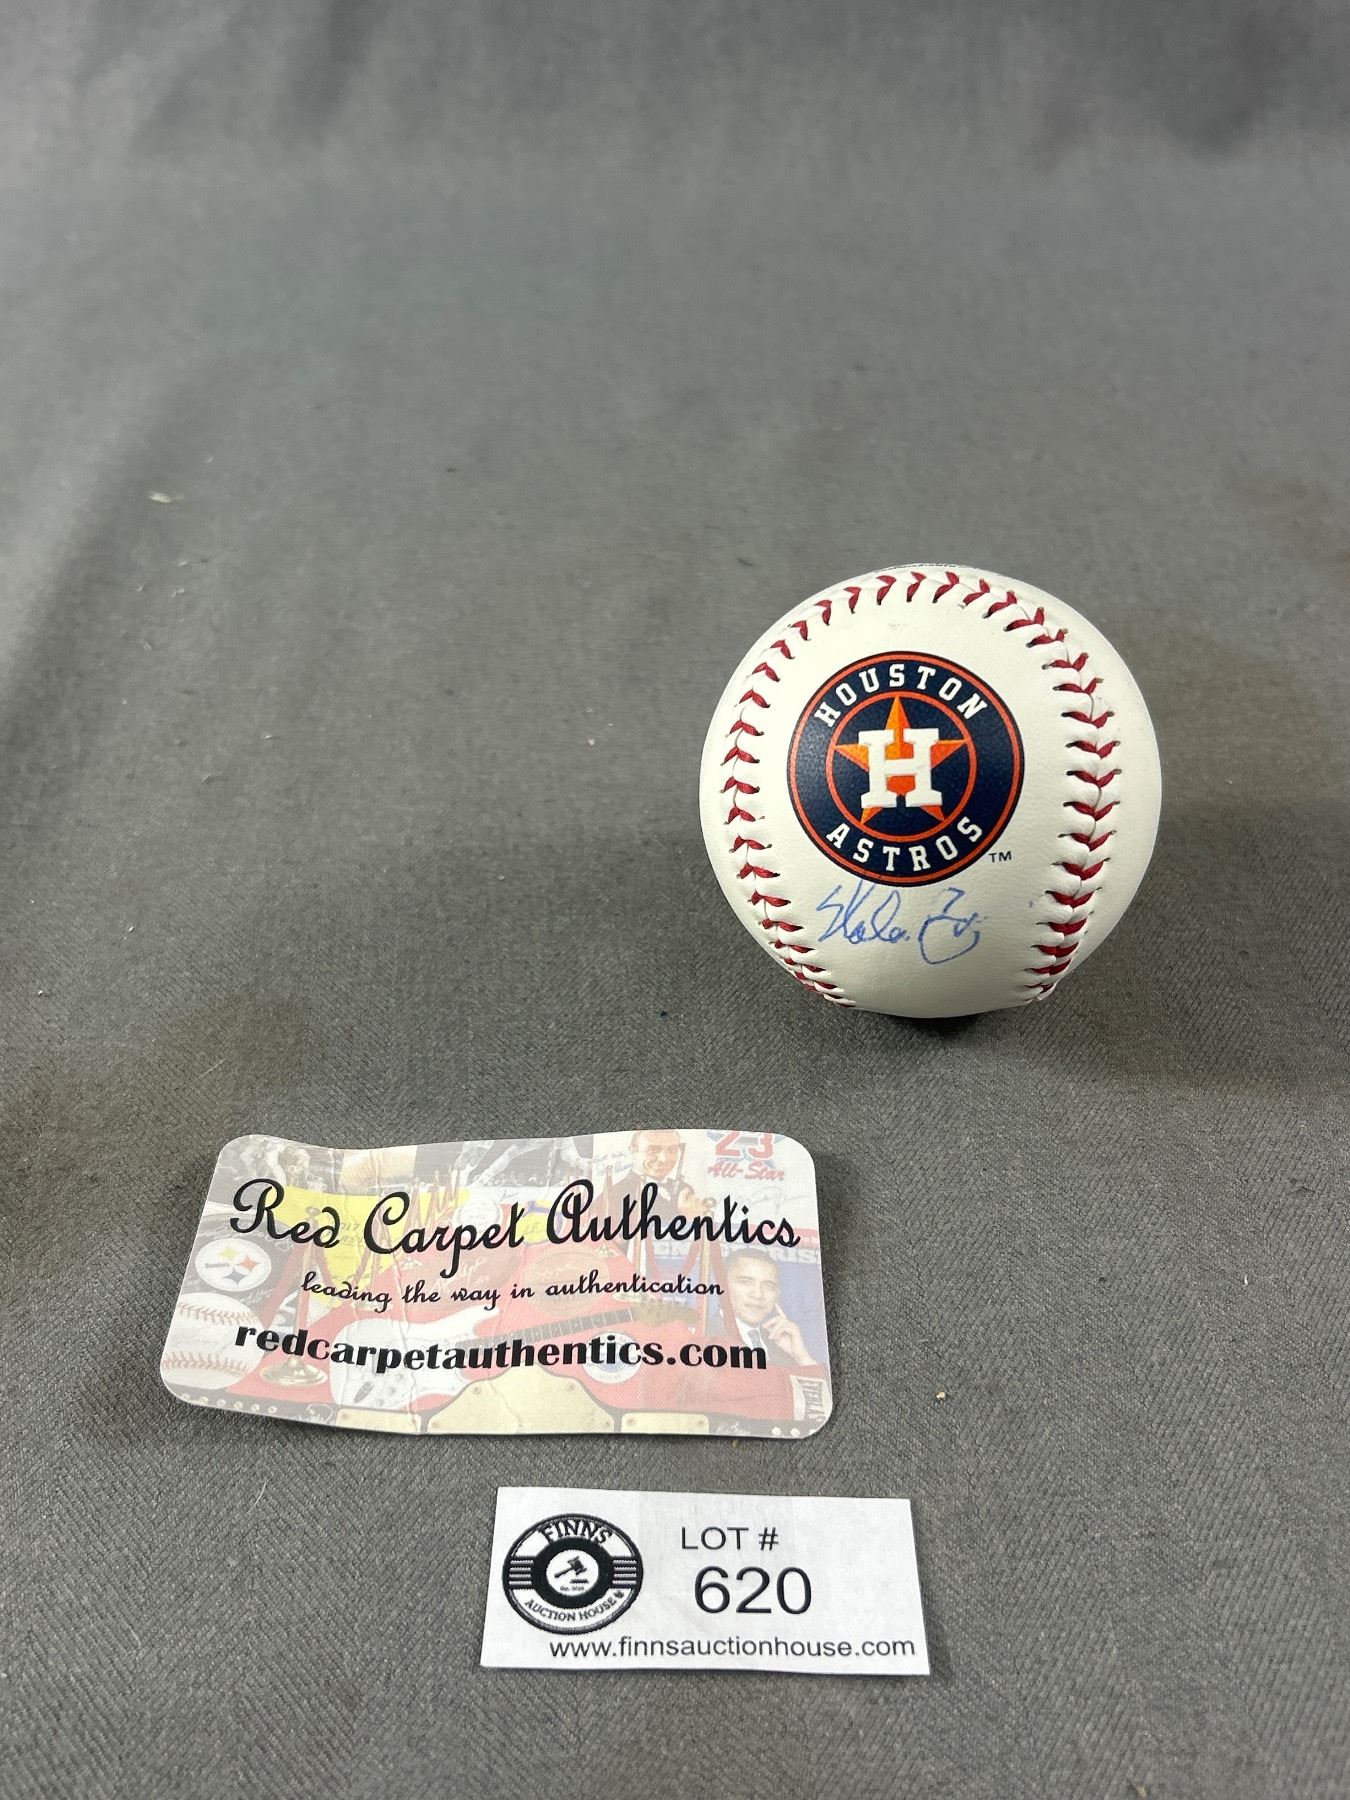 HOUSTON
H
ASTROS
TM
23
All-Star
Red Carpet Authentics
leading the way in authentication
redcarpetauthentics.com
FINNS
AUCTION HOUSE
LOT #
620
www.finnsauctionhouse.com